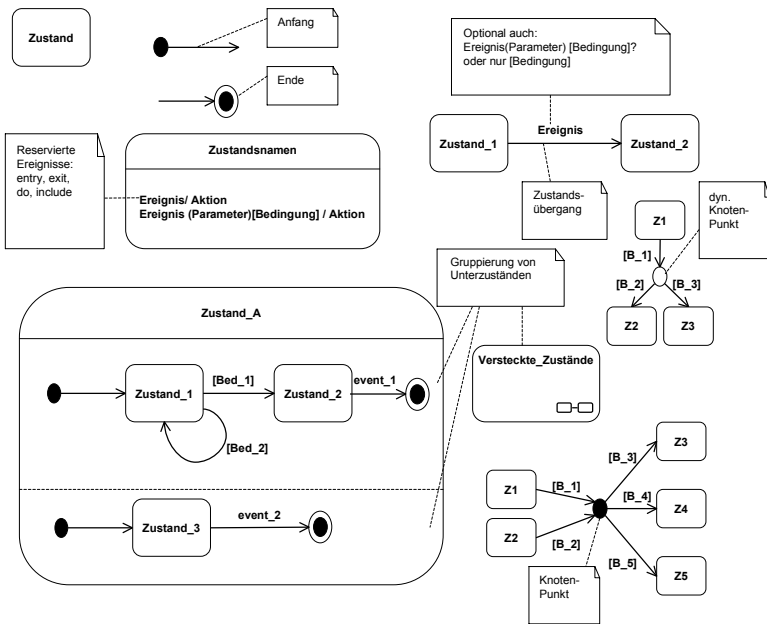 Zustand
Anfang
Ende
Optional auch:
Ereignis(Parameter) [Bedingung]?
oder nur [Bedingung]
Zustand_1
Ereignis
Zustand_2
Reservierte
Ereignisse:
entry, exit,
do, include
Zustandsnamen
Ereignis/ Aktion
Ereignis (Parameter)[Bedingung] / Aktion
Zustands-
übergang
dyn.
Knoten-
Punkt
Z1
[B_1]
[B_2]
[B_3]
Z2
Z3
Gruppierung von
Unterzuständen
Zustand_A
Zustand_1
[Bed_1]
Zustand_2
event_1
[Bed_2]
Zustand_3
event_2
Versteckte_Zustände
Z1
[B_1]
Z2
[B_2]
[B_3]
Z3
[B_4]
Z4
[B_5]
Z5
Knoten-
Punkt